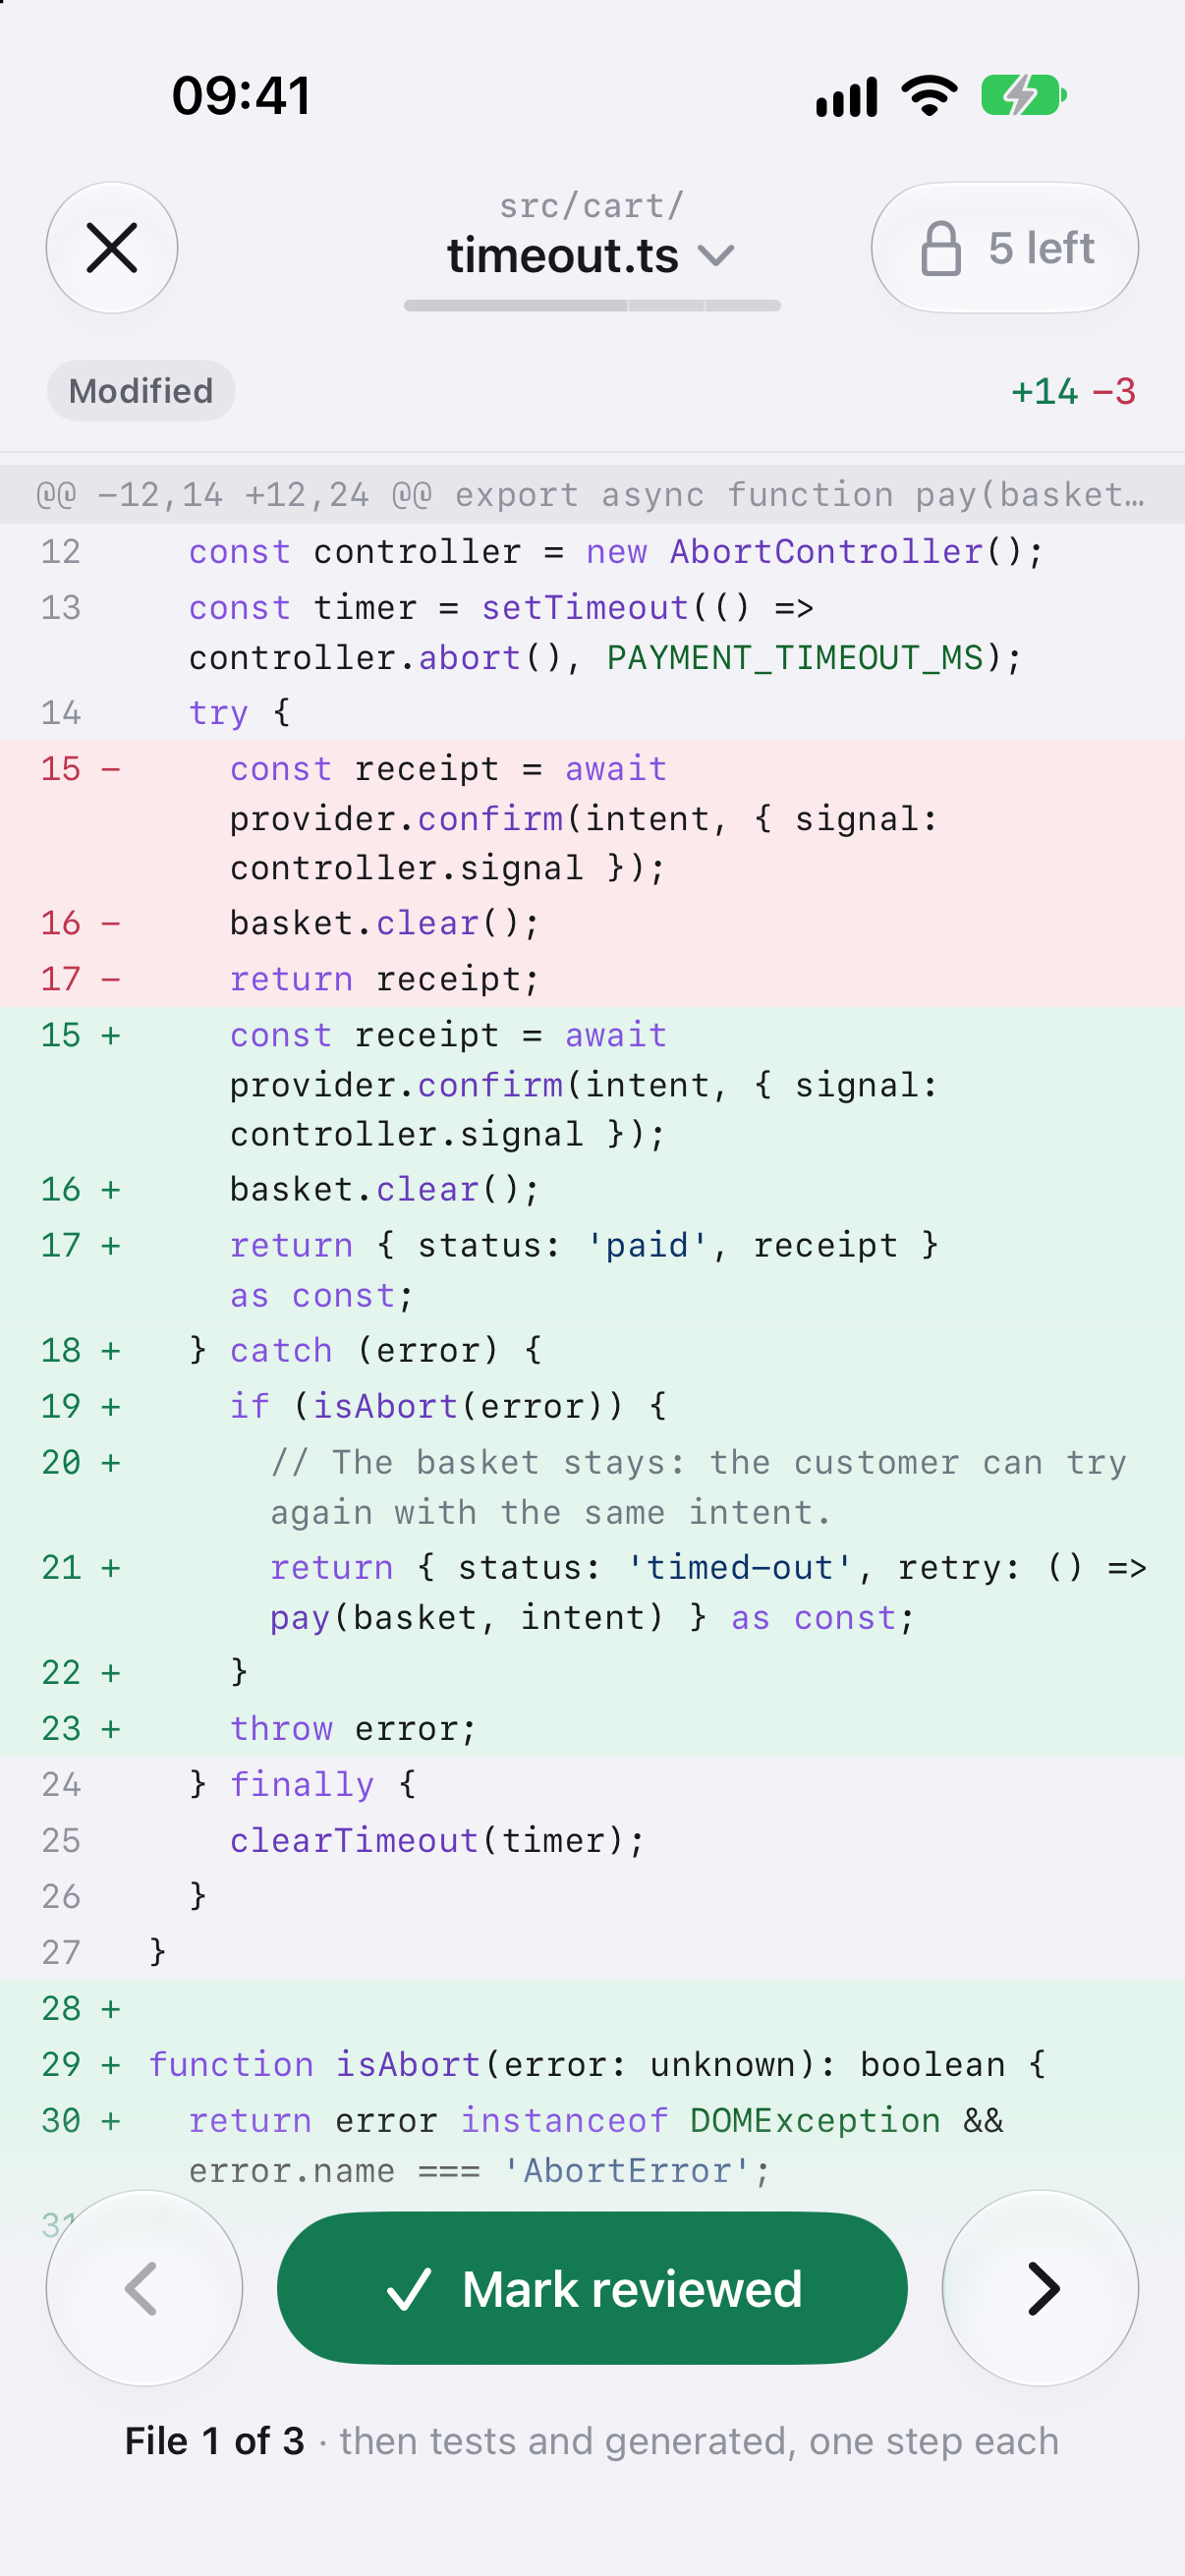 09:41
src/cart/
timeout.ts
5 left
Modified
+14 −3
@@ −12,14 +12,24 @@ export async function pay(basket…
12 const controller = new AbortController();
13 const timer = setTimeout(() =>
controller.abort(), PAYMENT_TIMEOUT_MS);
14 try {
15 − const receipt = await
provider.confirm(intent, { signal:
controller.signal });
16 − basket.clear();
17 − return receipt;
15 + const receipt = await
provider.confirm(intent, { signal:
controller.signal });
16 + basket.clear();
17 + return { status: 'paid', receipt }
as const;
18 + } catch (error) {
19 + if (isAbort(error)) {
20 + // The basket stays: the customer can try
again with the same intent.
21 + return { status: 'timed-out', retry: () =>
pay(basket, intent) } as const;
22 + }
23 + throw error;
24 } finally {
25 clearTimeout(timer);
26 }
27 }
28 +
29 + function isAbort(error: unknown): boolean {
30 + return error instanceof DOMException &&
error.name === 'AbortError';
31
Mark reviewed
File 1 of 3 · then tests and generated, one step each